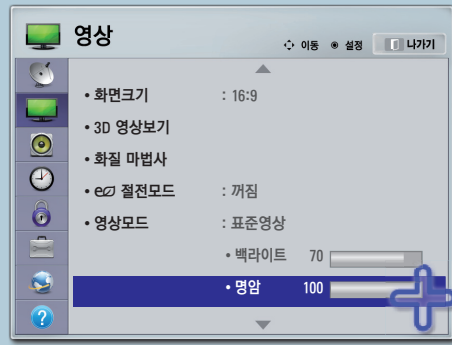 영상
이동 설정 나가기
• 화면크기 : 16:9
• 3D 영상보기
• 화질 마법사
• e 절전모드 : 꺼짐
• 영상모드 : 표준영상
• 백라이트 70
• 명암 100
?